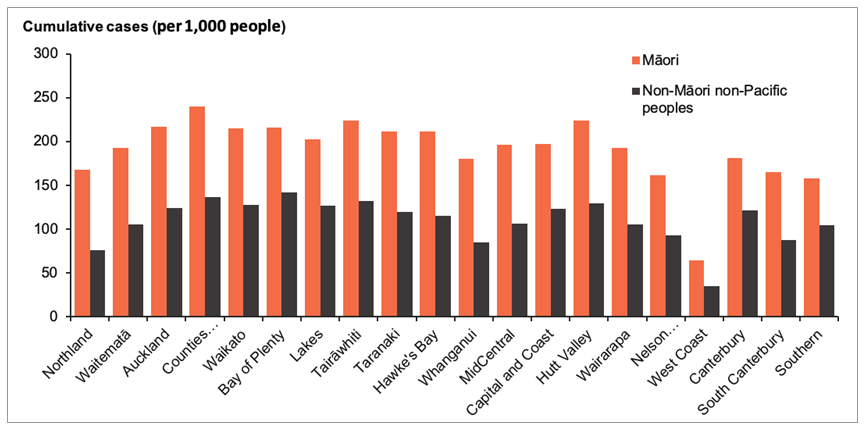 Cumulative cases (per 1,000 people)
300
250
200
150
100
50
0
Māori
Non-Māori non-Pacific
peoples
Northland
Waitematā
Auckland
Counties...
Waikato
Bay of Plenty
Lakes
Tairāwhiti
Taranaki
Hawke's Bay
Whanganui
MidCentral
Capital and Coast
Hutt Valley
Wairarapa
Nelson...
West Coast
Canterbury
South Canterbury
Southern